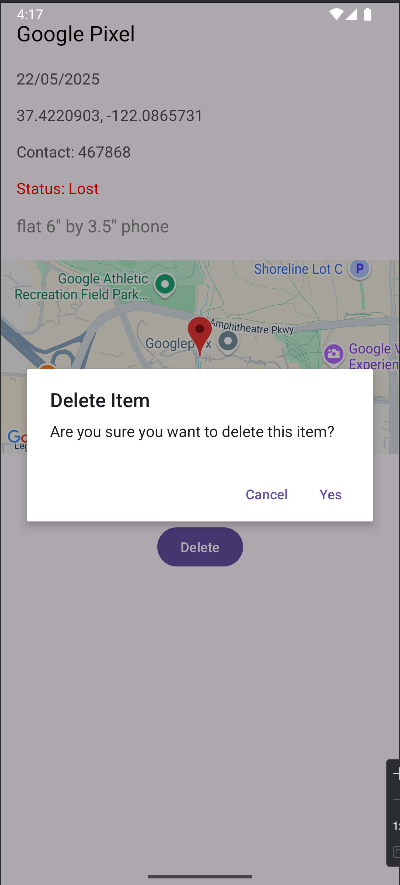 4:17
Google Pixel
22/05/2025
37.4220903, -122.0865731
Contact: 467868
Status: Lost
flat 6" by 3.5" phone
Shoreline Lot C
P
Google Athletic
Recreation Field Park...
Amphitheatre Pkwy
Google
Experien
Delete Item
Are you sure you want to delete this item?
Cancel
Yes
Delete